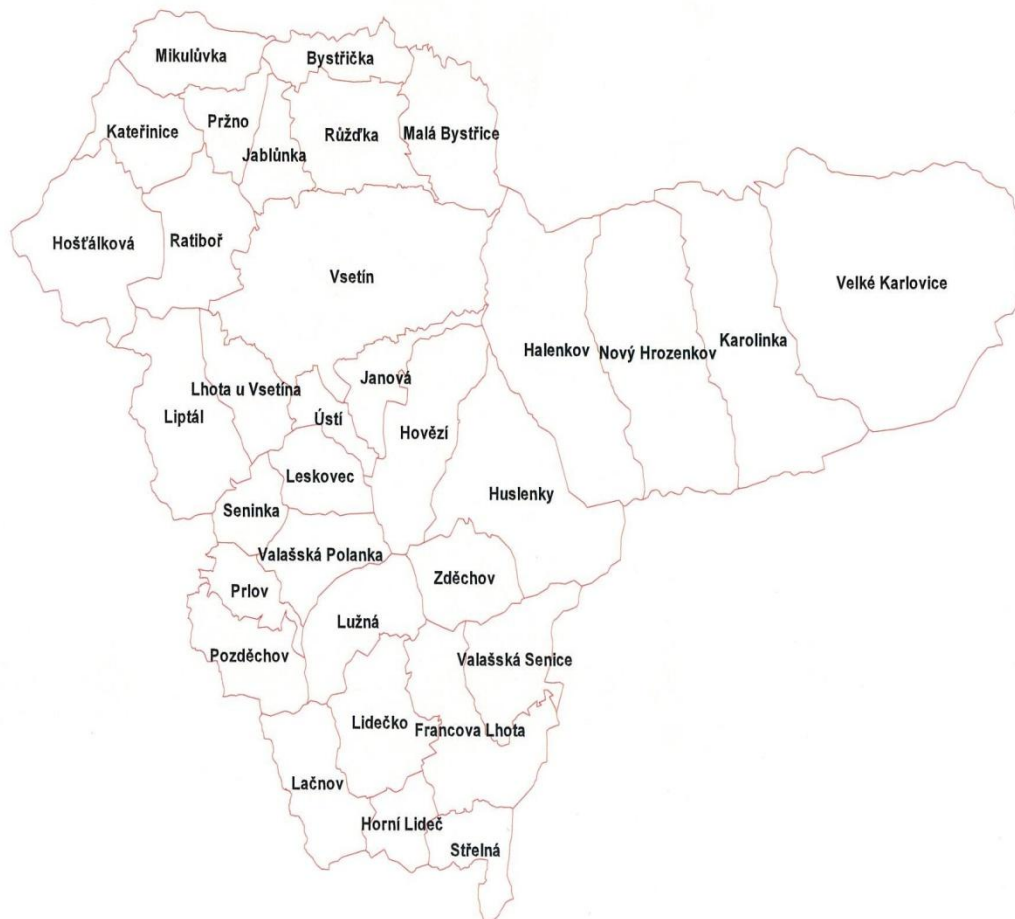 Mikulůvka
Bystřička
Kateřinice
Pržno
Jablůnka
Růžďka
Malá Bystřice
Hošťálková
Ratiboř
Vsetín
Velké Karlovice
Halenkov
Nový Hrozenkov
Karolinka
Janová
Lhota u Vsetína
Liptál
Ústí
Hovězí
Leskovec
Huslenky
Seninka
Valašská Polanka
Zděchov
Prlov
Lužná
Pozděchov
Valašská Senice
Lidečko
Francova Lhota
Lačnov
Horní Lideč
Střelná